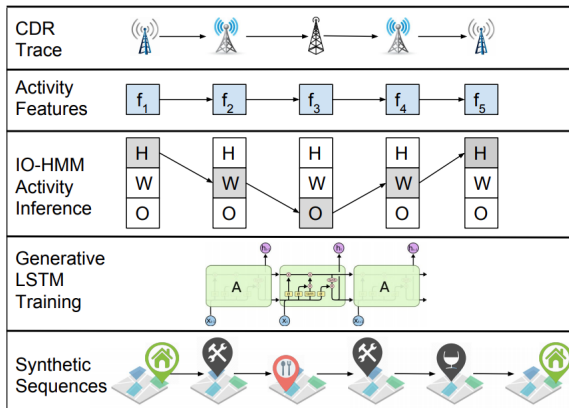 CDR
Trace
Activity
Features
f1 f2 f3 f4 f5
IO-HMM
Activity
Inference
H H H H H
W W W W W
O O O O O
Generative
LSTM
Training
A A
Synthetic
Sequences